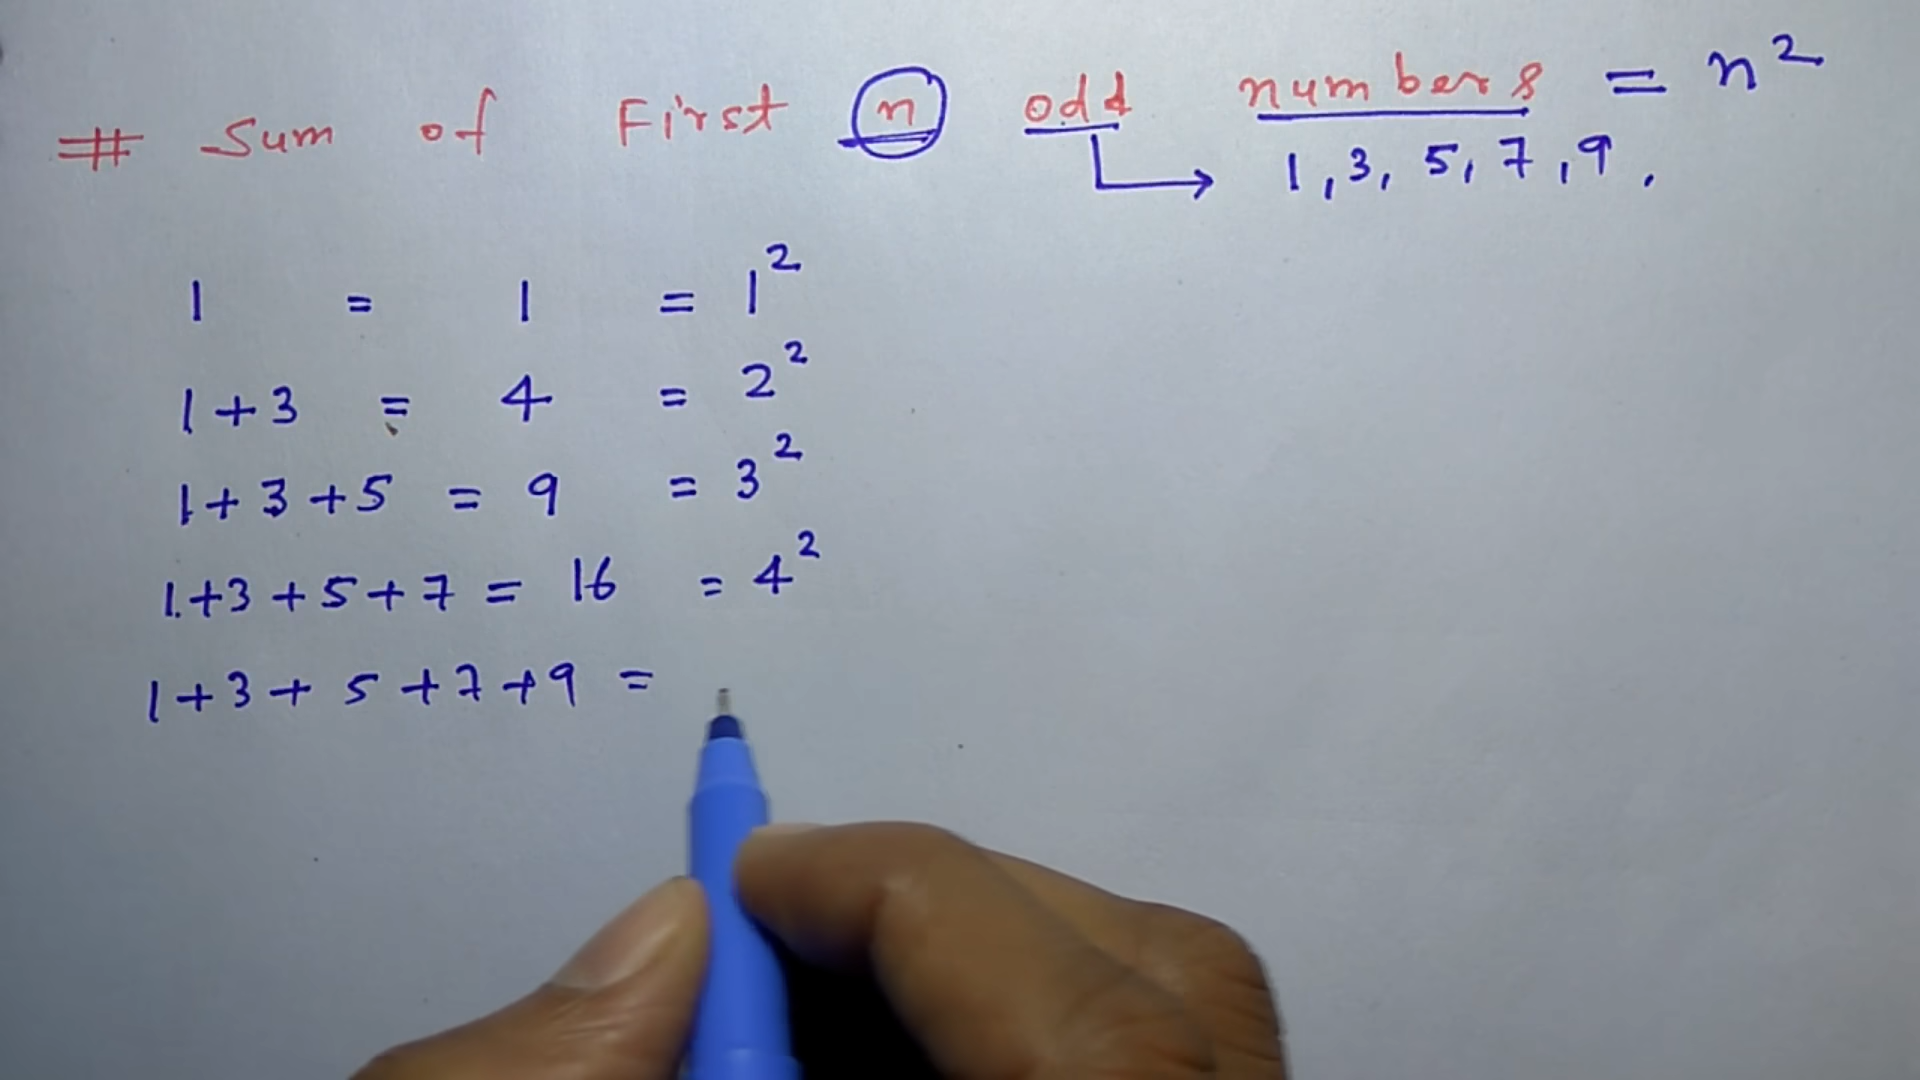 # Sum of First n odd numbers = n²
1, 3, 5, 7, 9.
1 = 1 = 1²
1+3 = 4 = 2²
1+3+5 = 9 = 3²
1+3+5+7 = 16 = 4²
1+3+5+7+9 =